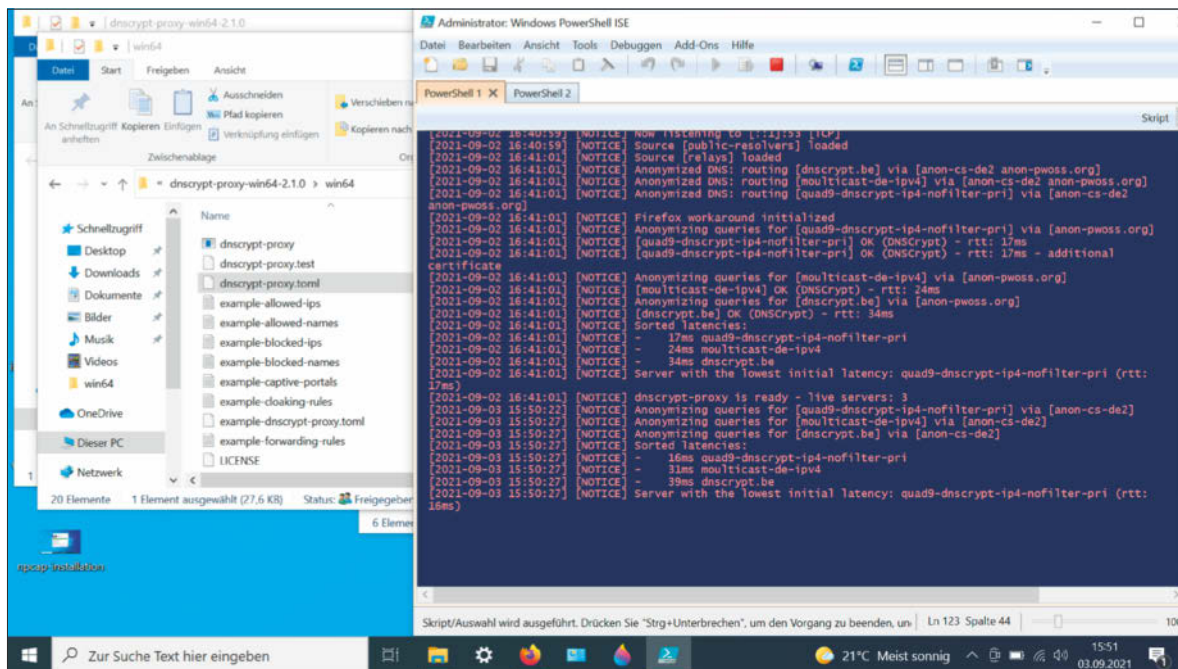 dnscrypt-proxy-win64-2.1.0
win64
Datei Start Freigeben Ansicht
An Schnellzugriff anheften
Kopieren
Einfügen
Ausschneiden
Pfad kopieren
Verknüpfung einfügen
Verschieben
Kopieren nach
Zwischenablage
dnscrypt-proxy-win64-2.1.0 > win64
Schnellzugriff
Desktop
Downloads
Dokumente
Bilder
Musik
Videos
win64
OneDrive
Dieser PC
Netzwerk
Name
dnscrypt-proxy
dnscrypt-proxy.test
dnscrypt-proxy.toml
example-allowed-ips
example-allowed-names
example-blocked-ips
example-blocked-names
example-captive-portals
example-cloaking-rules
example-dnscrypt-proxy.toml
example-forwarding-rules
LICENSE
20 Elemente 1 Element ausgewählt (27,6 KB) Status: Freigegeben
6 Elemen
npcap-installation
Administrator: Windows PowerShell ISE
Datei Bearbeiten Ansicht Tools Debuggen Add-Ons Hilfe
PowerShell 1 X PowerShell 2
Skript
[2021-09-02 16:40:59] [NOTICE] Now listening to [::1]:53 [TCP]
[2021-09-02 16:40:59] [NOTICE] Source [public-resolvers] loaded
[2021-09-02 16:41:01] [NOTICE] Source [relays] loaded
[2021-09-02 16:41:01] [NOTICE] Anonymized DNS: routing [dnscrypt.be] via [anon-cs-de2 anon-pwoss.org]
[2021-09-02 16:41:01] [NOTICE] Anonymized DNS: routing [moulticast-de-ipv4] via [anon-cs-de2 anon-pwoss.org]
[2021-09-02 16:41:01] [NOTICE] Anonymized DNS: routing [quad9-dnscrypt-ip4-nofilter-pri] via [anon-cs-de2
anon-pwoss.org]
[2021-09-02 16:41:01] [NOTICE] Firefox workaround initialized
[2021-09-02 16:41:01] [NOTICE] Anonymizing queries for [quad9-dnscrypt-ip4-nofilter-pri] via [anon-pwoss.org]
[2021-09-02 16:41:01] [NOTICE] [quad9-dnscrypt-ip4-nofilter-pri] OK (DNSCrypt) - rtt: 17ms
[2021-09-02 16:41:01] [NOTICE] [quad9-dnscrypt-ip4-nofilter-pri] OK (DNSCrypt) - rtt: 17ms - additional
certificate
[2021-09-02 16:41:01] [NOTICE] Anonymizing queries for [moulticast-de-ipv4] via [anon-pwoss.org]
[2021-09-02 16:41:01] [NOTICE] [moulticast-de-ipv4] OK (DNSCrypt) - rtt: 24ms
[2021-09-02 16:41:01] [NOTICE] Anonymizing queries for [dnscrypt.be] via [anon-pwoss.org]
[2021-09-02 16:41:01] [NOTICE] [dnscrypt.be] OK (DNSCrypt) - rtt: 34ms
[2021-09-02 16:41:01] [NOTICE] Sorted latencies:
[2021-09-02 16:41:01] [NOTICE] - 17ms quad9-dnscrypt-ip4-nofilter-pri
[2021-09-02 16:41:01] [NOTICE] - 24ms moulticast-de-ipv4
[2021-09-02 16:41:01] [NOTICE] - 34ms dnscrypt.be
[2021-09-02 16:41:01] [NOTICE] Server with the lowest initial latency: quad9-dnscrypt-ip4-nofilter-pri (rtt:
17ms)
[2021-09-02 16:41:01] [NOTICE] dnscrypt-proxy is ready - live servers: 3
[2021-09-03 15:50:22] [NOTICE] Anonymizing queries for [quad9-dnscrypt-ip4-nofilter-pri] via [anon-cs-de2]
[2021-09-03 15:50:27] [NOTICE] Anonymizing queries for [moulticast-de-ipv4] via [anon-cs-de2]
[2021-09-03 15:50:27] [NOTICE] Anonymizing queries for [dnscrypt.be] via [anon-cs-de2]
[2021-09-03 15:50:27] [NOTICE] Sorted latencies:
[2021-09-03 15:50:27] [NOTICE] - 16ms quad9-dnscrypt-ip4-nofilter-pri
[2021-09-03 15:50:27] [NOTICE] - 31ms moulticast-de-ipv4
[2021-09-03 15:50:27] [NOTICE] - 39ms dnscrypt.be
[2021-09-03 15:50:27] [NOTICE] Server with the lowest initial latency: quad9-dnscrypt-ip4-nofilter-pri (rtt:
16ms)
Skript/Auswahl wird ausgeführt. Drücken Sie "Strg+Unterbrechen", um den Vorgang zu beenden, un Ln 123 Spalte 44
Zur Suche Text hier eingeben
21°C Meist sonnig
15:51
03.09.2021